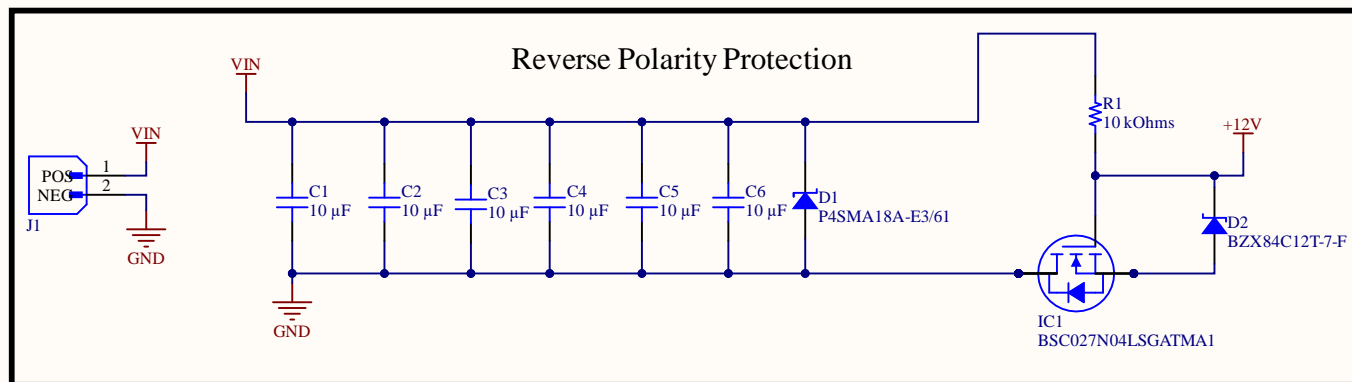 Reverse Polarity Protection
VIN
VIN
POS 1
NEG 2
J1
GND
GND
C1
10 µF
C2
10 µF
C3
10 µF
C4
10 µF
C5
10 µF
C6
10 µF
D1
P4SMA18A-E3/61
R1
10 kOhms
+12V
D2
BZX84C12T-7-F
IC1
BSC027N04LSGATMA1